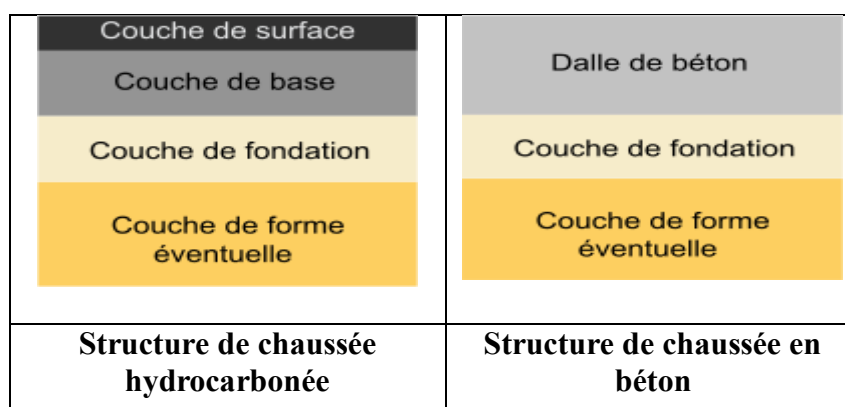 Couche de surface
Couche de base
Couche de fondation
Couche de forme
éventuelle
Dalle de béton
Couche de fondation
Couche de forme
éventuelle
Structure de chaussée
hydrocarbonée
Structure de chaussée en
béton